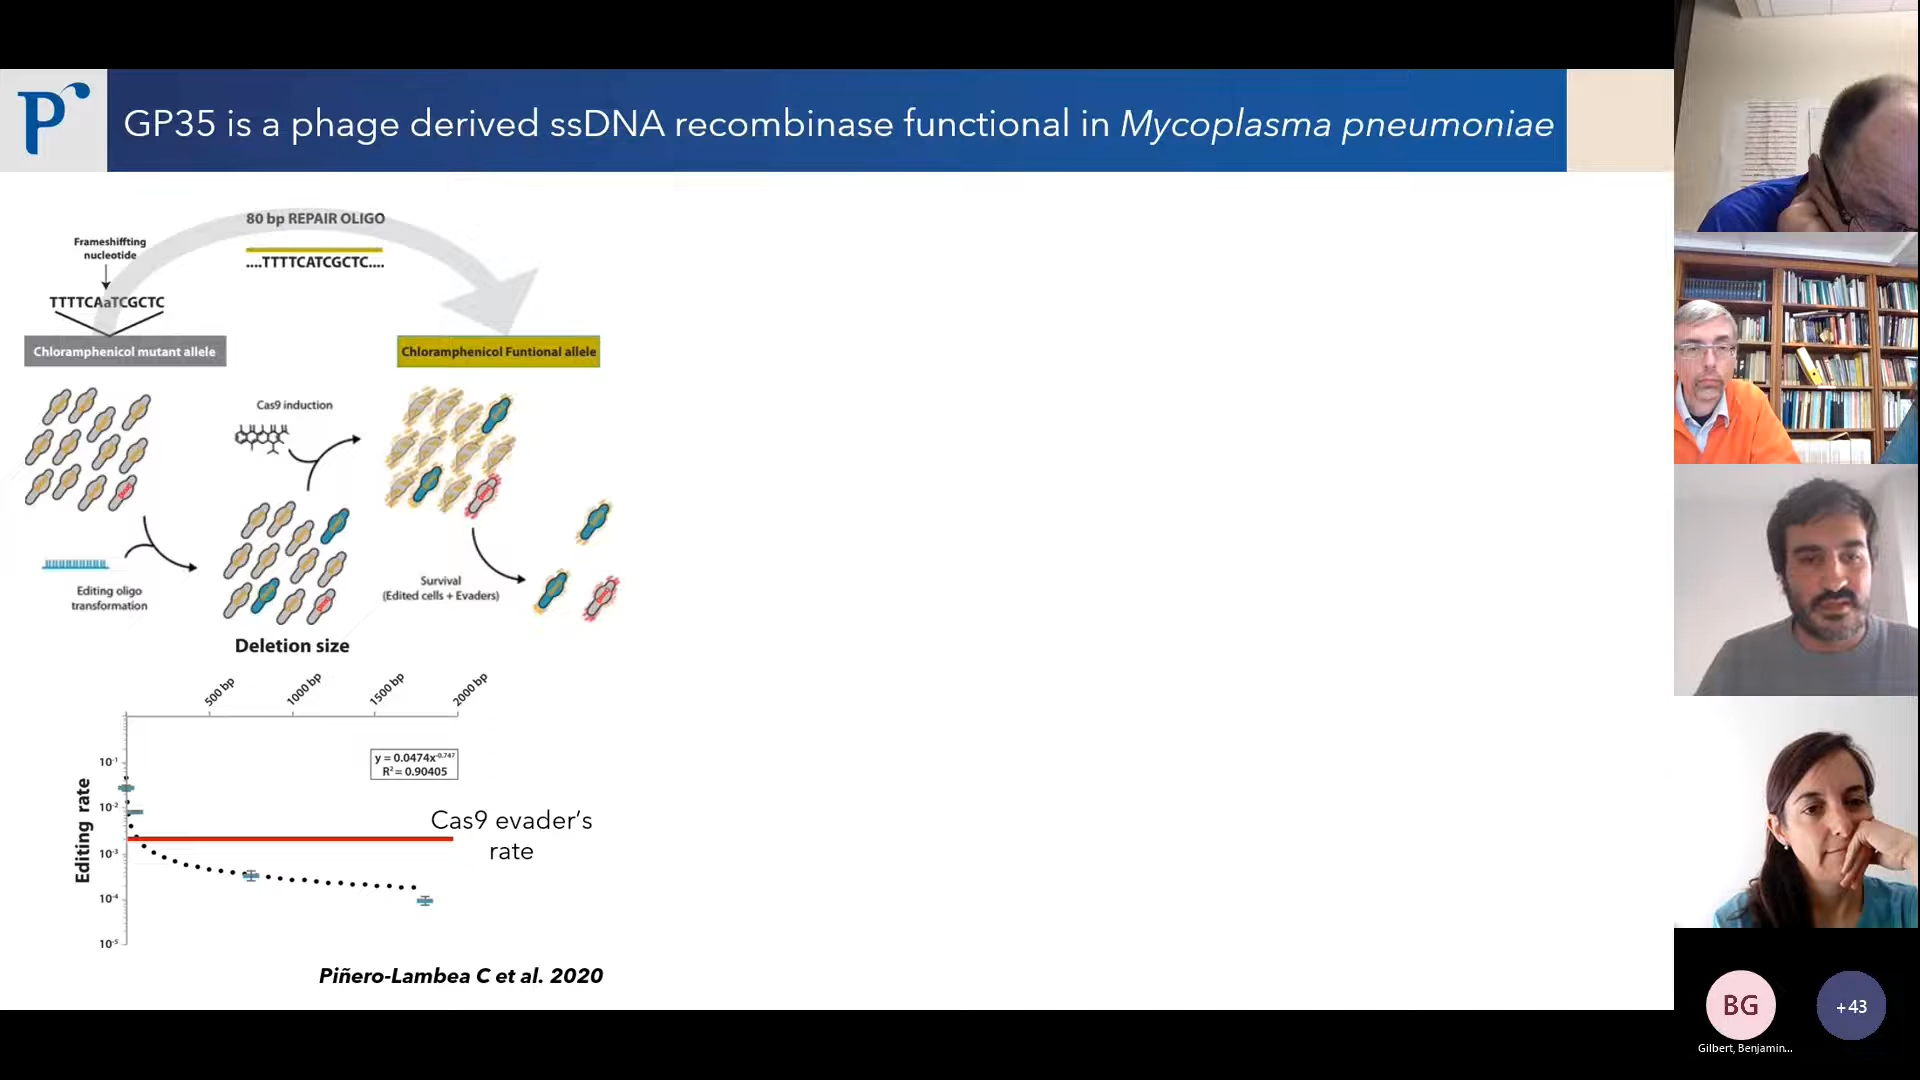 GP35 is a phage derived ssDNA recombinase functional in Mycoplasma pneumoniae
80 bp REPAIR OLIGO
....TTTTCATCGCTC....
Frameshiffting
nucleotide
TTTTCAaTCGCTC
Chloramphenicol mutant allele
Chloramphenicol Funtional allele
Cas9 induction
Editing oligo
transformation
Survival
(Edited cells + Evaders)
Deletion size
500 bp
1000 bp
1500 bp
2000 bp
Editing rate
10⁻¹
10⁻²
10⁻³
10⁻⁴
10⁻⁵
y = 0.0474x⁻⁰·⁷⁴⁷
R² = 0.90405
Cas9 evader's
rate
Piñero-Lambea C et al. 2020
BG
+43
Gilbert, Benjamin...